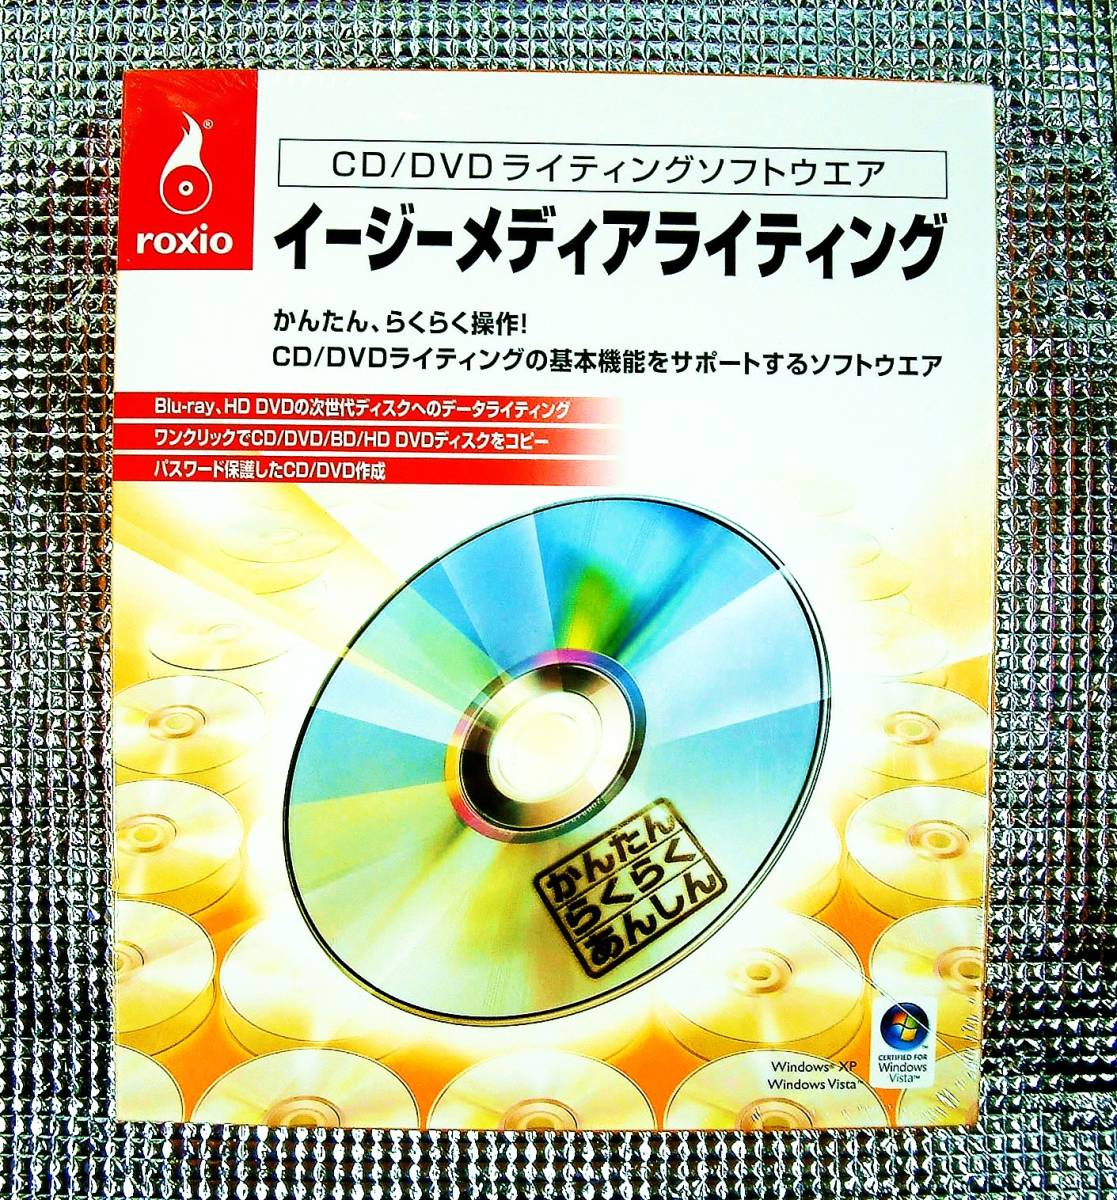 roxio®
CD/DVDライティングソフトウエア
イージーメディアライティング
かんたん、らくらく操作!
CD/DVDライティングの基本機能をサポートするソフトウエア
Blu-ray、HD DVDの次世代ディスクへのデータライティング
ワンクリックでCD/DVD/BD/HD DVDディスクをコピー
パスワード保護したCD/DVD作成
かんたん
らくらく
あんしん
Windows® XP
Windows Vista™
CERTIFIED FOR
Windows
Vista™